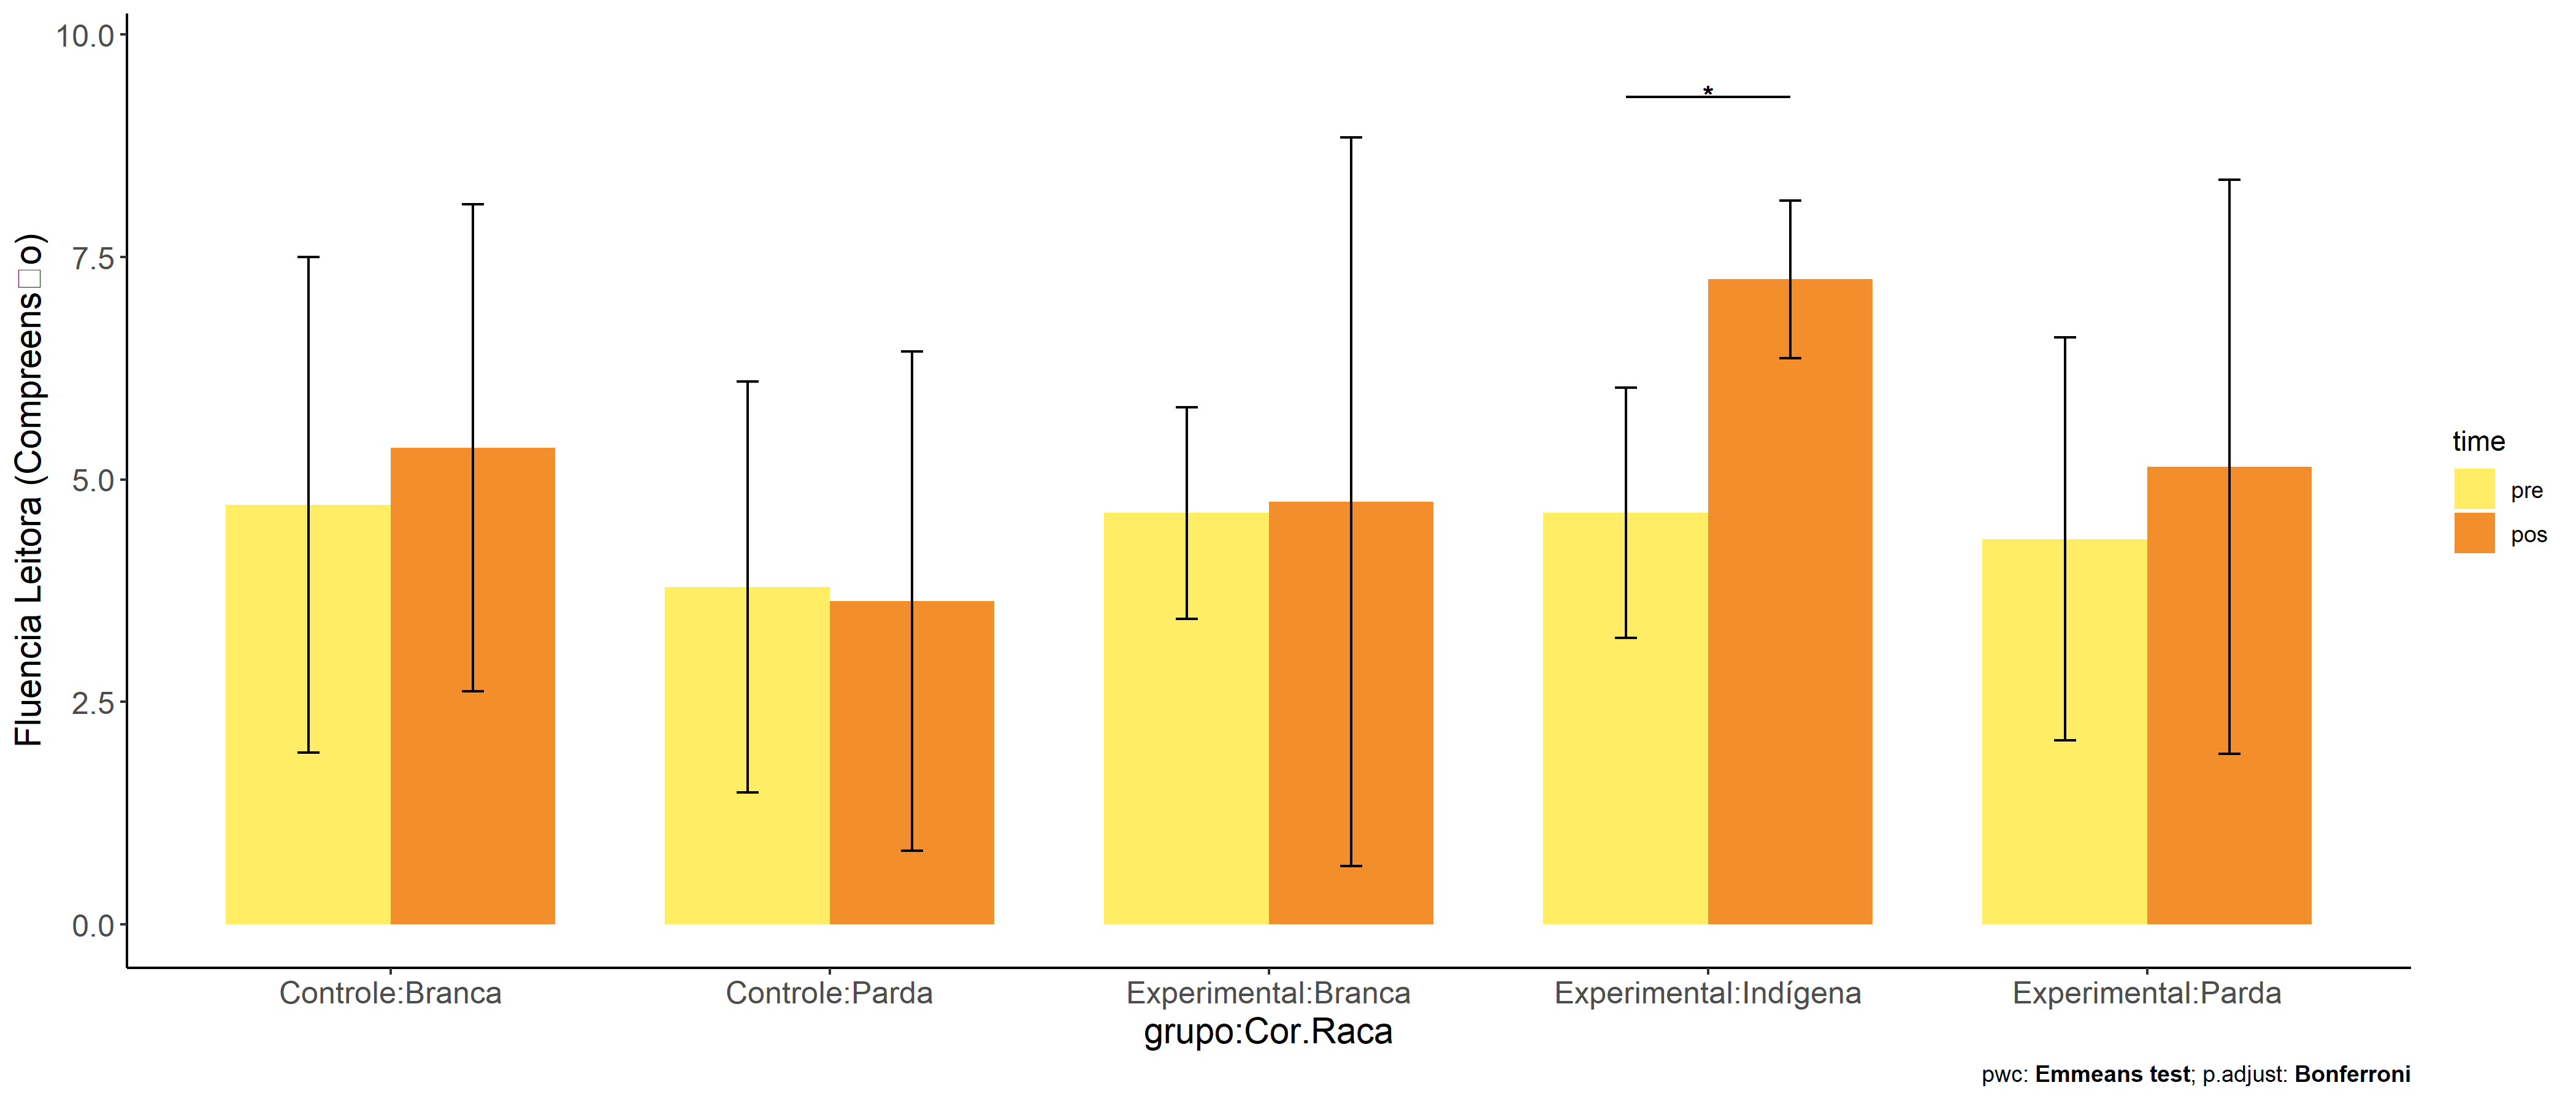 10.0
7.5
5.0
2.5
0.0
Fluencia Leitora (Compreens□o)
*
Controle:Branca
Controle:Parda
Experimental:Branca
Experimental:Indígena
Experimental:Parda
grupo:Cor.Raca
time
pre
pos
pwc: Emmeans test; p.adjust: Bonferroni